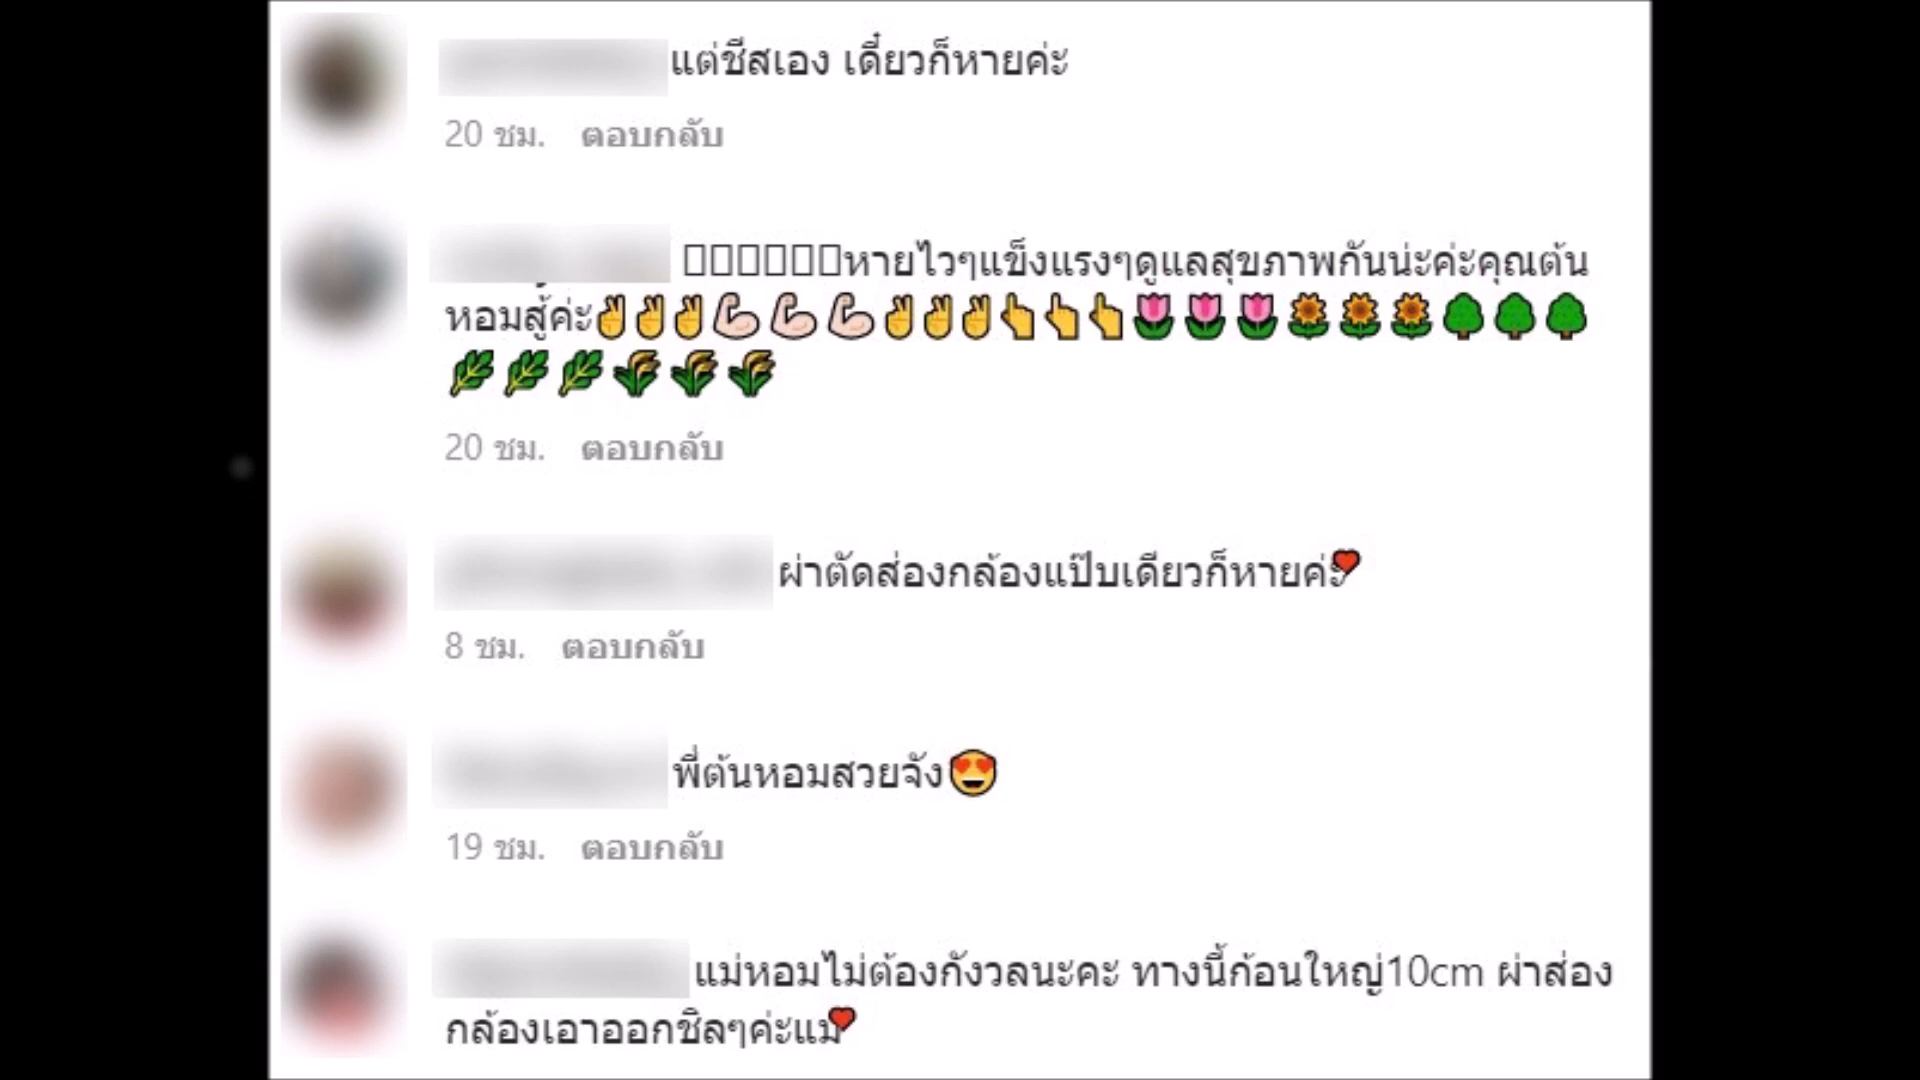 แต่ชีสเอง เดี๋ยวก็หายค่ะ
20 ชม. ตอบกลับ
หายไวๆแข็งแรงๆดูแลสุขภาพกันน่ะค่ะคุณต้น
หอมสู้ค่ะ✌✌✌💪🏻💪🏻💪🏻✌✌✌👆👆👆🌷🌷🌷🌻🌻🌻🌳🌳🌳
🌿🌿🌿🌾🌾🌾
20 ชม. ตอบกลับ
ผ่าตัดส่องกล้องแป๊บเดียวก็หายค่ะ❤
8 ชม. ตอบกลับ
พี่ต้นหอมสวยจัง😍
19 ชม. ตอบกลับ
แม่หอมไม่ต้องกังวลนะคะ ทางนี้ก้อนใหญ่10cm ผ่าส่อง
กล้องเอาออกชิลๆค่ะแม่❤